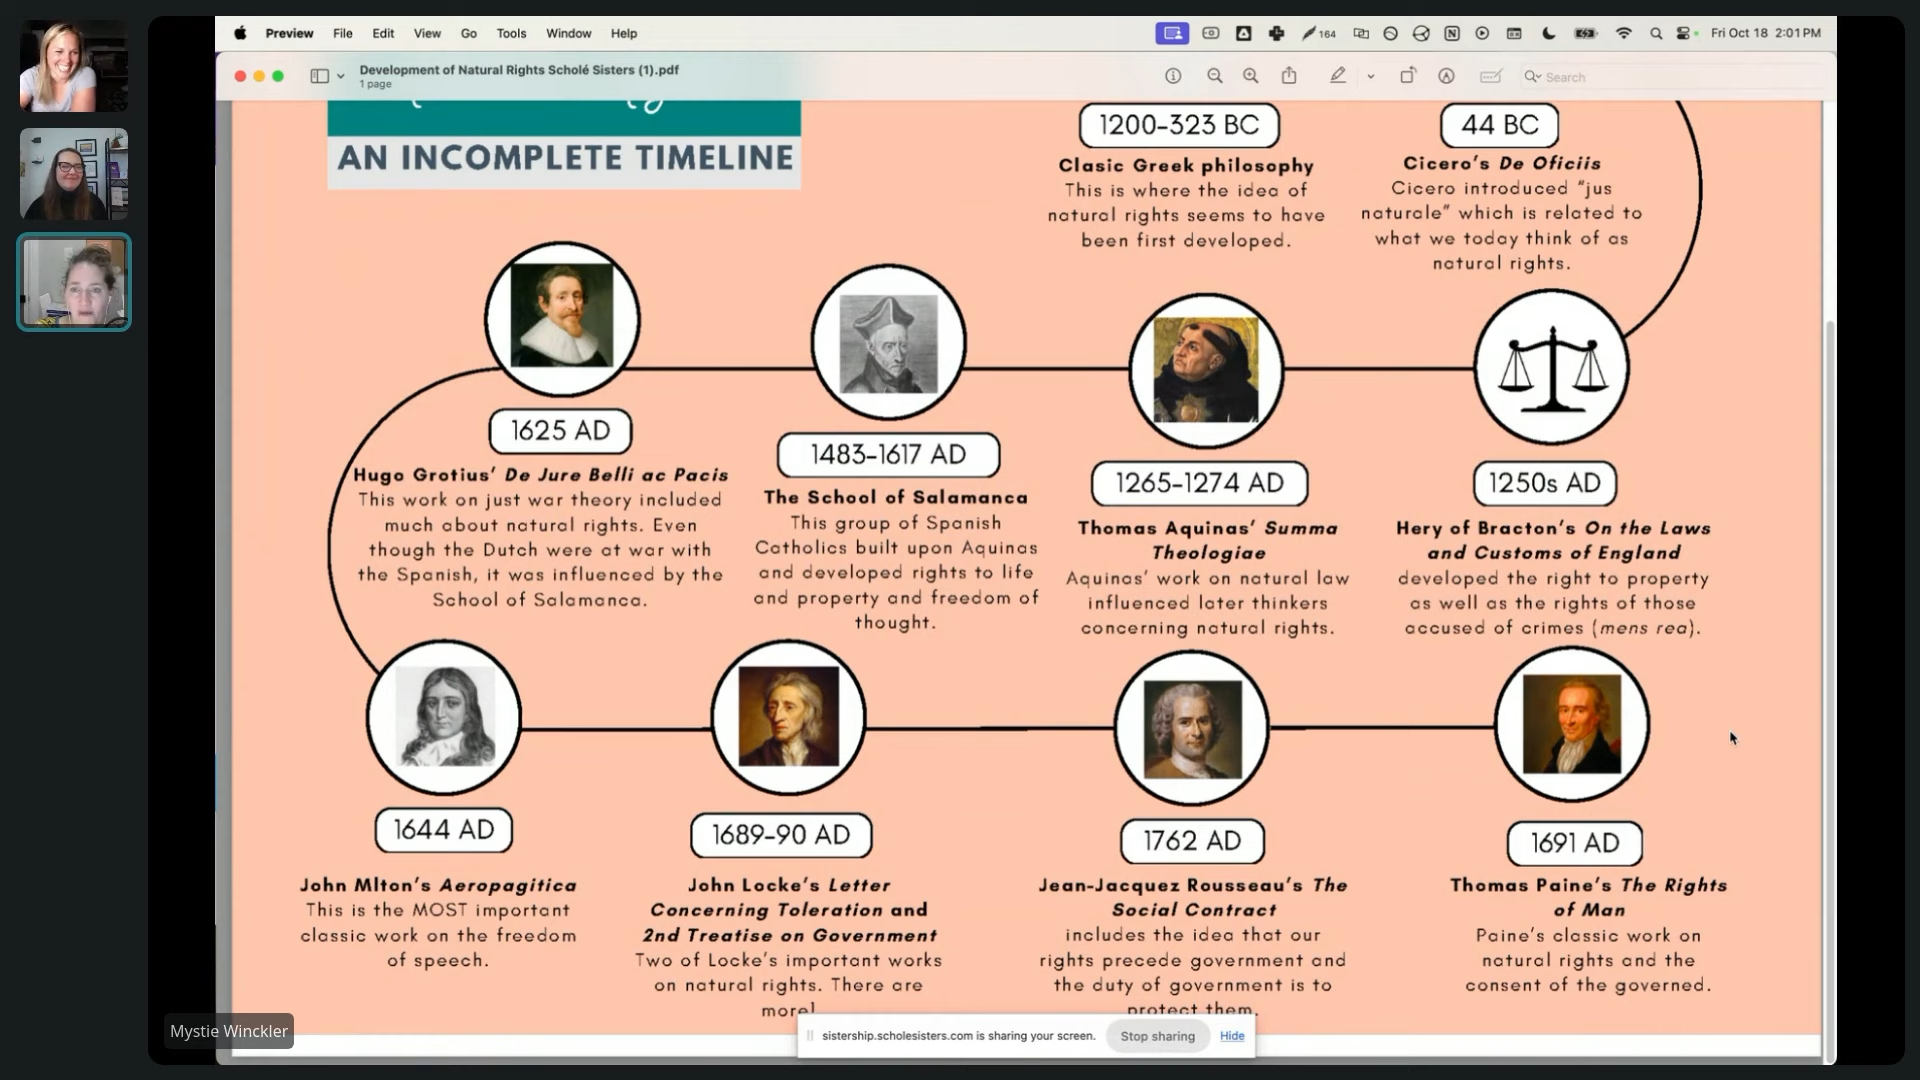 Preview File Edit View Go Tools Window Help 164 Fri Oct 18 2:01 PM
Development of Natural Rights Scholé Sisters (1).pdf
1 page
Search
AN INCOMPLETE TIMELINE
1200-323 BC
Clasic Greek philosophy
This is where the idea of
natural rights seems to have
been first developed.
44 BC
Cicero's De Oficiis
Cicero introduced "jus
naturale" which is related to
what we today think of as
natural rights.
1625 AD
Hugo Grotius' De Jure Belli ac Pacis
This work on just war theory included
much about natural rights. Even
though the Dutch were at war with
the Spanish, it was influenced by the
School of Salamanca.
1483-1617 AD
The School of Salamanca
This group of Spanish
Catholics built upon Aquinas
and developed rights to life
and property and freedom of
thought.
1265-1274 AD
Thomas Aquinas' Summa
Theologiae
Aquinas' work on natural law
influenced later thinkers
concerning natural rights.
1250s AD
Hery of Bracton's On the Laws
and Customs of England
developed the right to property
as well as the rights of those
accused of crimes (mens rea).
1644 AD
John Mlton's Aeropagitica
This is the MOST important
classic work on the freedom
of speech.
1689-90 AD
John Locke's Letter
Concerning Toleration and
2nd Treatise on Government
Two of Locke's important works
on natural rights. There are
more!
1762 AD
Jean-Jacquez Rousseau's The
Social Contract
includes the idea that our
rights precede government and
the duty of government is to
protect them.
1691 AD
Thomas Paine's The Rights
of Man
Paine's classic work on
natural rights and the
consent of the governed.
Mystie Winckler
sistership.scholesisters.com is sharing your screen. Stop sharing Hide